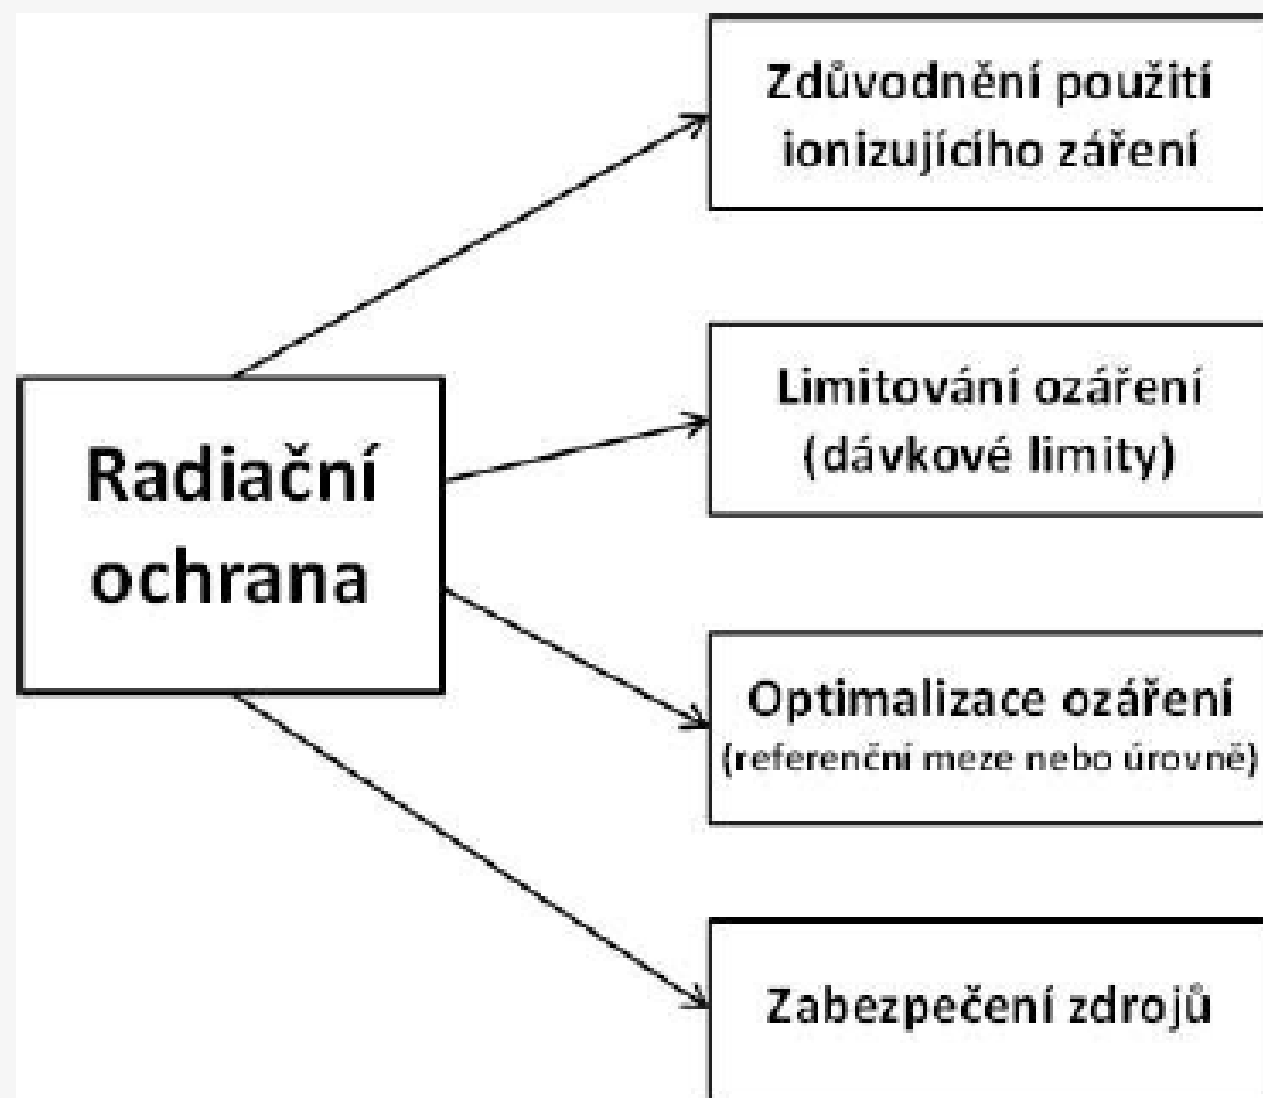 Zdůvodnění použití
ionizujícího záření
Limitování ozáření
(dávkové limity)
Radiační
ochrana
Optimalizace ozáření
(referenční meze nebo úrovně)
Zabezpečení zdrojů